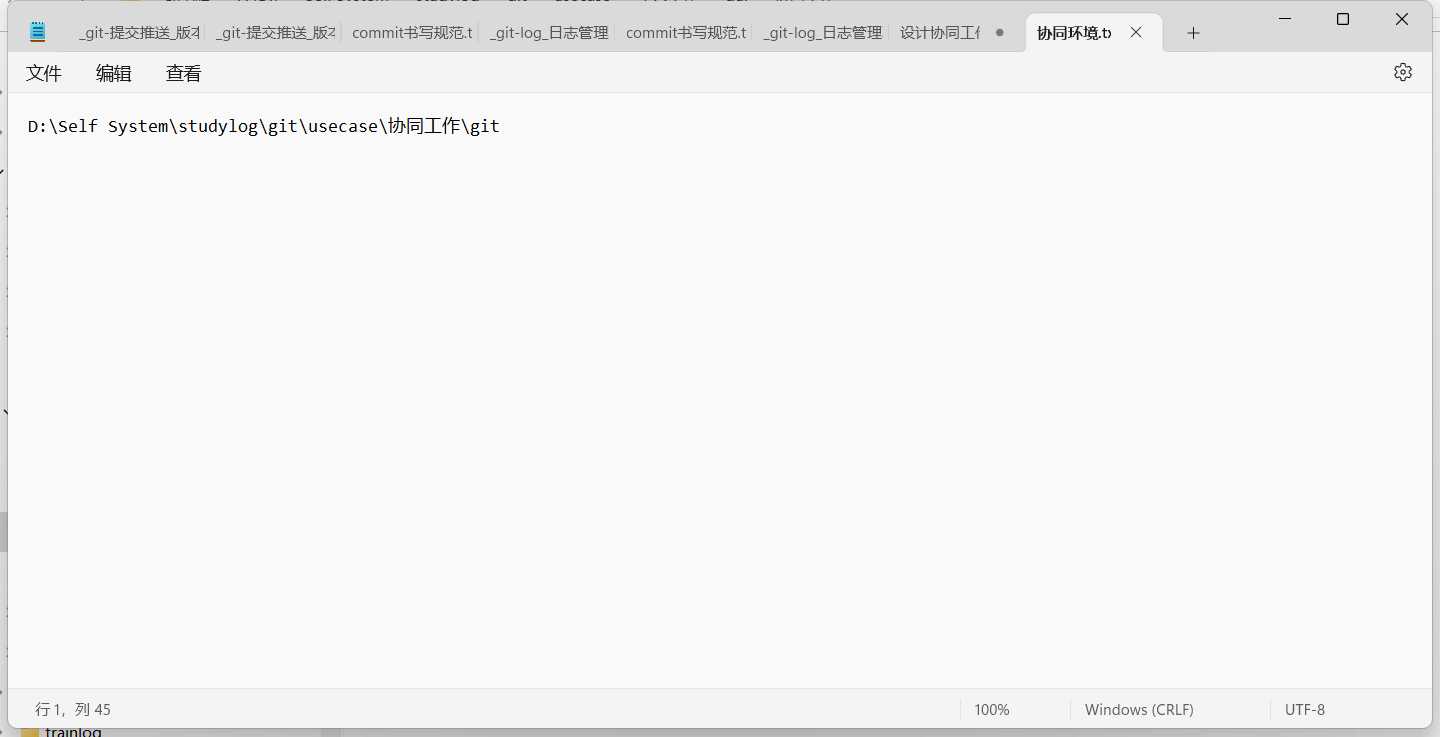 _git-提交推送_版本
_git-提交推送_版本
commit书写规范.t
_git-log_日志管理
commit书写规范.t
_git-log_日志管理
设计协同工作
协同环境.tx
文件 编辑 查看
D:\Self System\studylog\git\usecase\协同工作\git
行 1，列 45
100%
Windows (CRLF)
UTF-8
trainlog